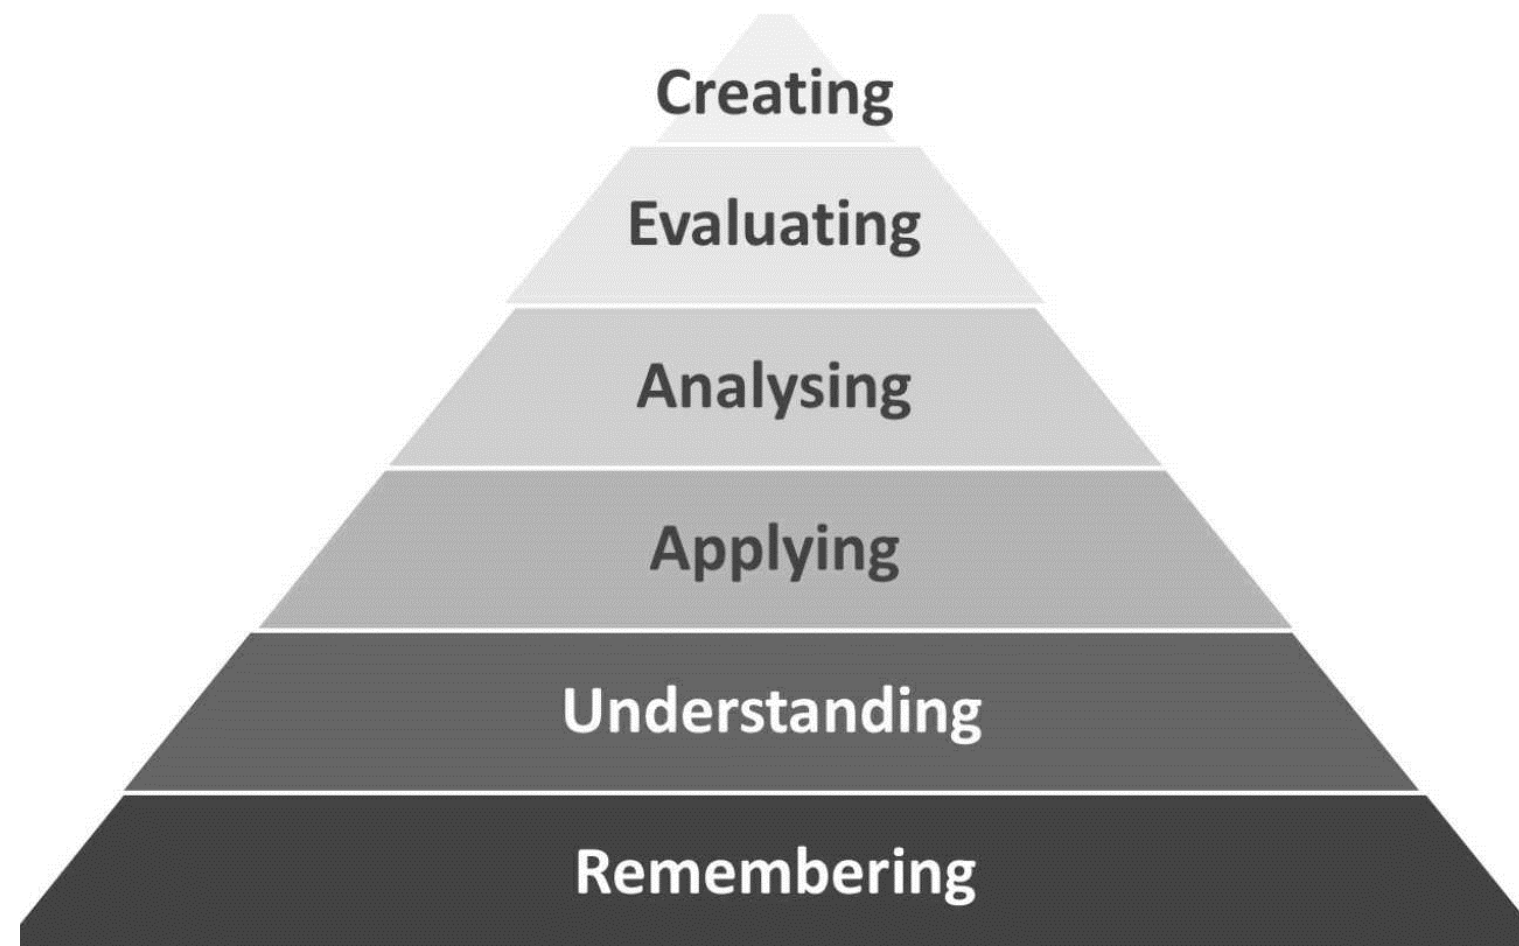 Creating
Evaluating
Analysing
Applying
Understanding
Remembering